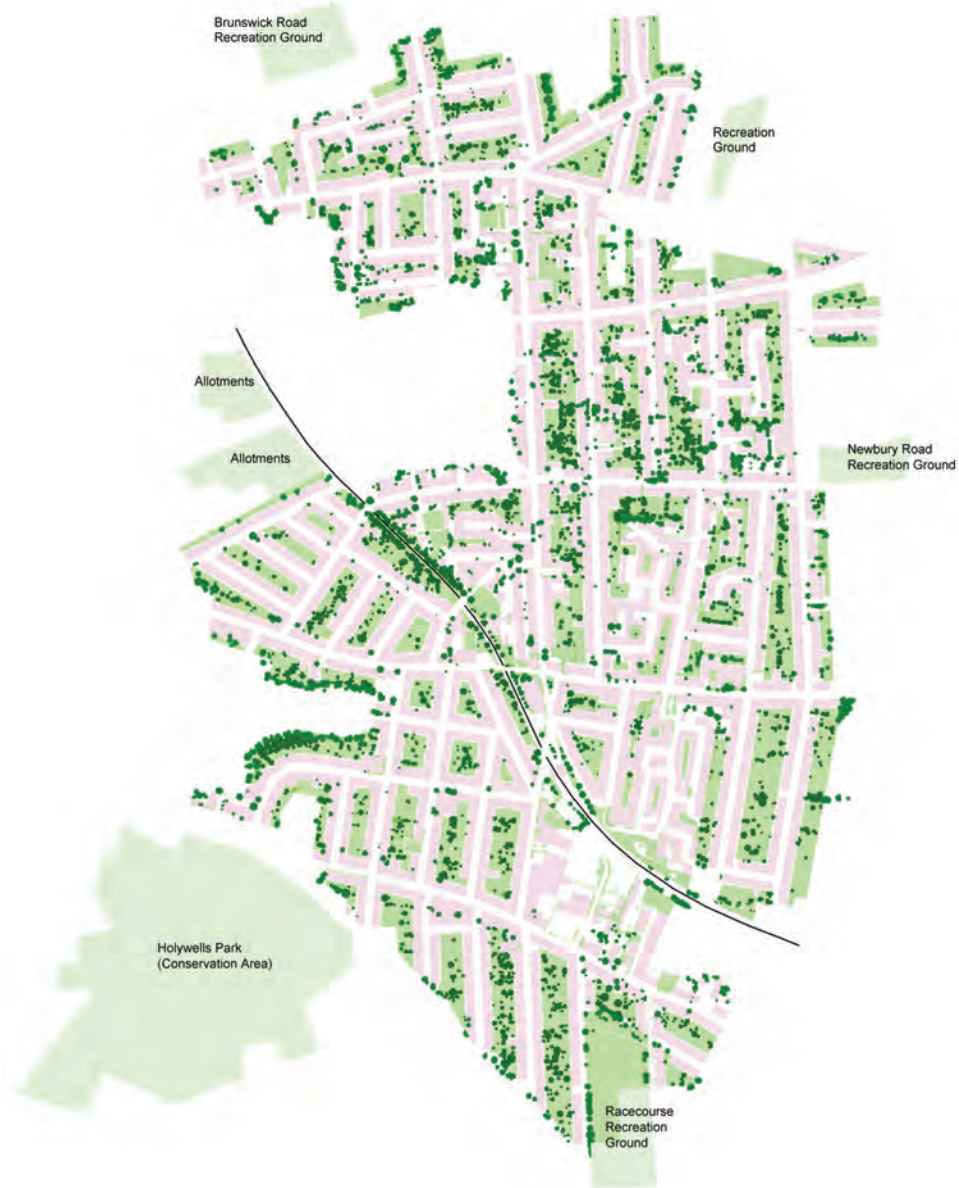 Brunswick Road
Recreation Ground
Recreation
Ground
Allotments
Allotments
Newbury Road
Recreation Ground
Holywells Park
(Conservation Area)
Racecourse
Recreation
Ground